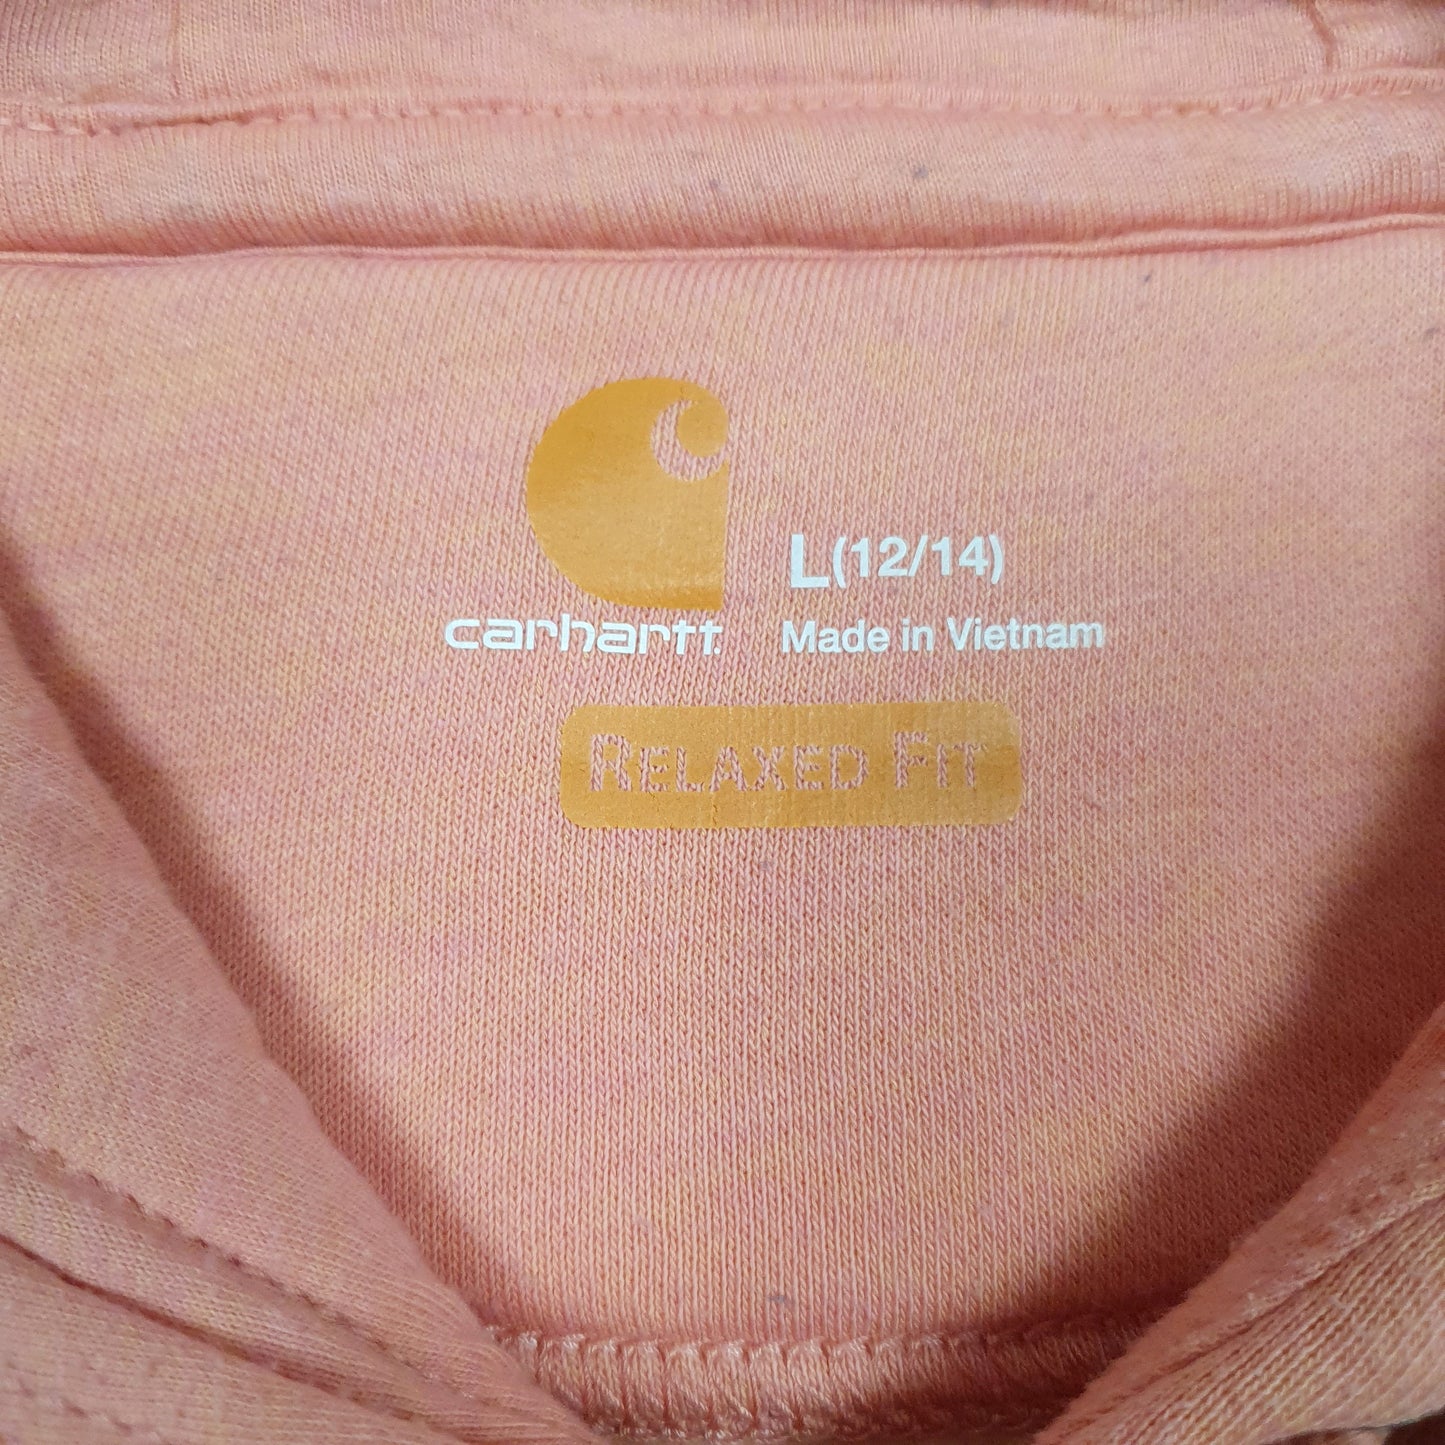 L(12/14)
carhartt
Made in Vietnam
RELAXED FIT